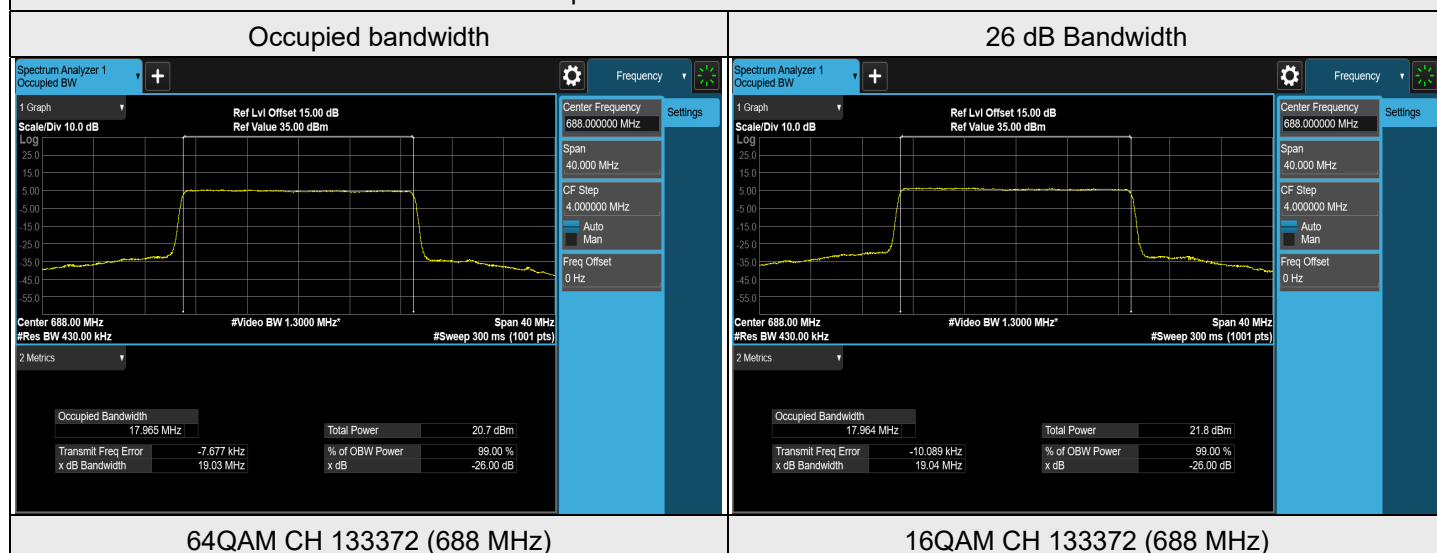 Occupied bandwidth
26 dB Bandwidth
Spectrum Analyzer 1
Occupied BW
+
Frequency
1 Graph
Ref Lvl Offset 15.00 dB
Scale/Div 10.0 dB
Ref Value 35.00 dBm
Log
25.0
15.0
5.00
-5.00
-15.0
-25.0
-35.0
-45.0
-55.0
Center 688.00 MHz
#Video BW 1.3000 MHz*
Span 40 MHz
#Res BW 430.00 kHz
#Sweep 300 ms (1001 pts)
Center Frequency
688.000000 MHz
Settings
Span
40.000 MHz
CF Step
4.000000 MHz
Auto
Man
Freq Offset
0 Hz
2 Metrics
Occupied Bandwidth
17.965 MHz
Total Power 20.7 dBm
Transmit Freq Error -7.677 kHz
% of OBW Power 99.00 %
x dB Bandwidth 19.03 MHz
x dB -26.00 dB
Spectrum Analyzer 1
Occupied BW
+
Frequency
1 Graph
Ref Lvl Offset 15.00 dB
Scale/Div 10.0 dB
Ref Value 35.00 dBm
Log
25.0
15.0
5.00
-5.00
-15.0
-25.0
-35.0
-45.0
-55.0
Center 688.00 MHz
#Video BW 1.3000 MHz*
Span 40 MHz
#Res BW 430.00 kHz
#Sweep 300 ms (1001 pts)
Center Frequency
688.000000 MHz
Settings
Span
40.000 MHz
CF Step
4.000000 MHz
Auto
Man
Freq Offset
0 Hz
2 Metrics
Occupied Bandwidth
17.964 MHz
Total Power 21.8 dBm
Transmit Freq Error -10.089 kHz
% of OBW Power 99.00 %
x dB Bandwidth 19.04 MHz
x dB -26.00 dB
64QAM CH 133372 (688 MHz)
16QAM CH 133372 (688 MHz)